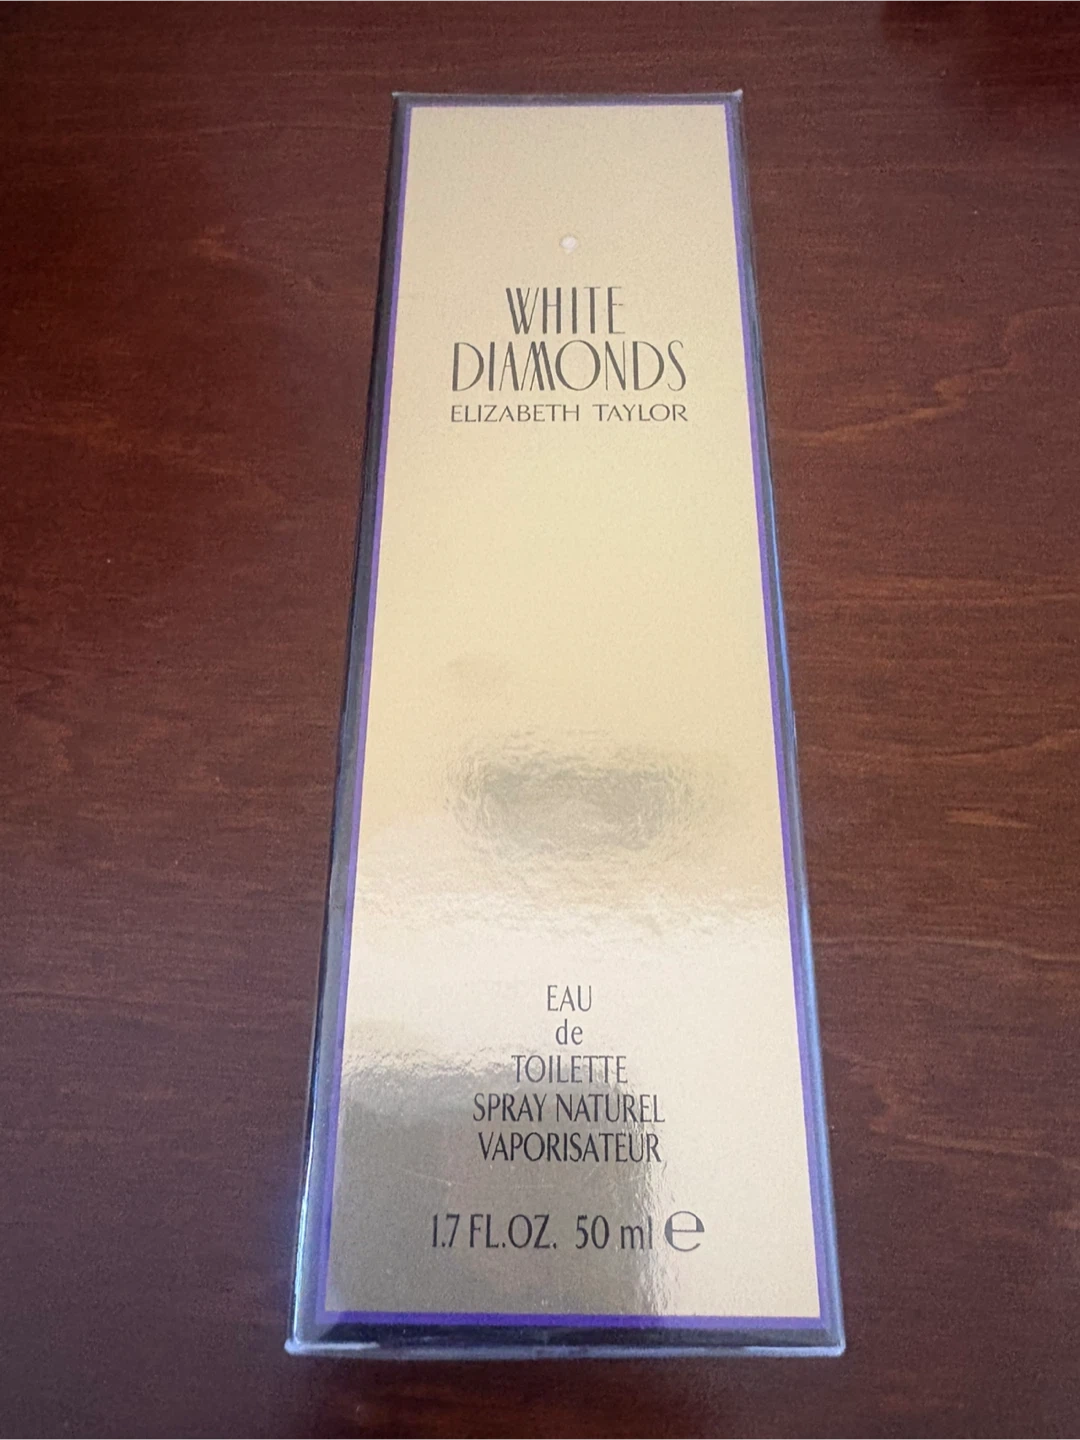 WHITE
DIAMONDS
ELIZABETH TAYLOR
EAU
de
TOILETTE
SPRAY NATUREL
VAPORISATEUR
1.7 FL.OZ. 50 ml ℮